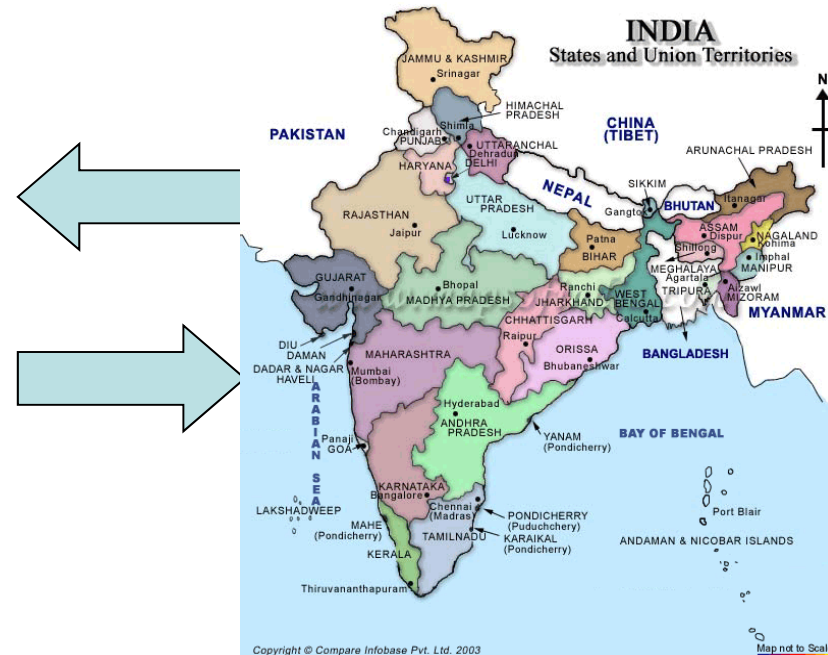 INDIA
States and Union Territories
N
JAMMU & KASHMIR
Srinagar
HIMACHAL
PRADESH
CHINA
(TIBET)
PAKISTAN
Shimla
Chandigarh
PUNJAB
UTTARANCHAL
Dehradun
DELHI
HARYANA
ARUNACHAL PRADESH
NEPAL
SIKKIM
Gangtok
BHUTAN
Itanagar
RAJASTHAN
Jaipur
UTTAR
PRADESH
Lucknow
ASSAM
Dispur
NAGALAND
Kohima
Patna
BIHAR
Shillong
MEGHALAYA
Imphal
MANIPUR
Agartala
TRIPURA
Aizawl
MIZORAM
GUJARAT
Gandhinagar
Bhopal
MADHYA PRADESH
Ranchi
JHARKHAND
WEST
BENGAL
Calcutta
MYANMAR
CHHATTISGARH
Raipur
DIU
DAMAN
DADAR & NAGAR
HAVELI
MAHARASHTRA
Mumbai
(Bombay)
ORISSA
Bhubaneshwar
BANGLADESH
ARABIAN SEA
Hyderabad
ANDHRA
PRADESH
YANAM
(Pondicherry)
BAY OF BENGAL
Panaji
GOA
KARNATAKA
Bangalore
LAKSHADWEEP
Chennai
(Madras)
PONDICHERRY
(Puduchchery)
Port Blair
MAHE
(Pondicherry)
TAMILNADU
KARAIKAL
(Pondicherry)
ANDAMAN & NICOBAR ISLANDS
KERALA
Thiruvananthapuram
Copyright © Compare Infobase Pvt. Ltd. 2003
Map not to Scal